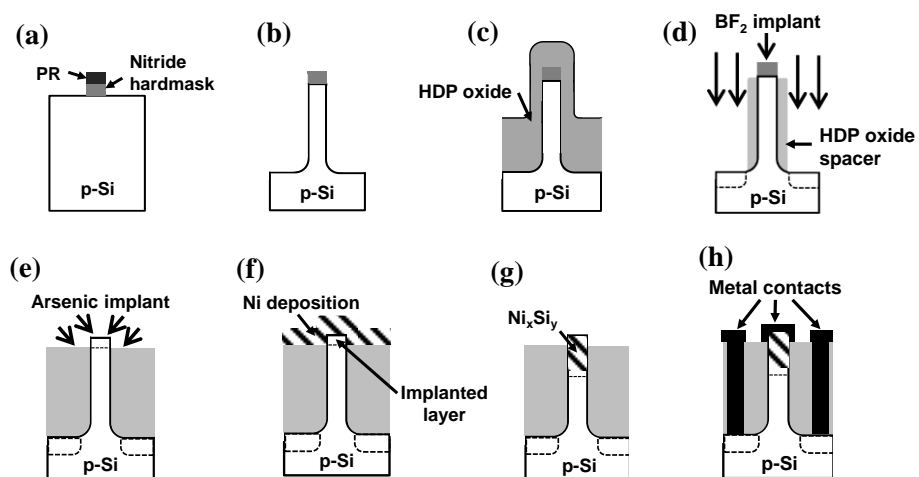 (a)
PR
Nitride
hardmask
p-Si
(b)
p-Si
(c)
HDP oxide
p-Si
(d)
BF₂ implant
HDP oxide
spacer
p-Si
(e)
Arsenic implant
p-Si
(f)
Ni deposition
Implanted
layer
p-Si
(g)
NiₓSiᵧ
p-Si
(h)
Metal contacts
p-Si